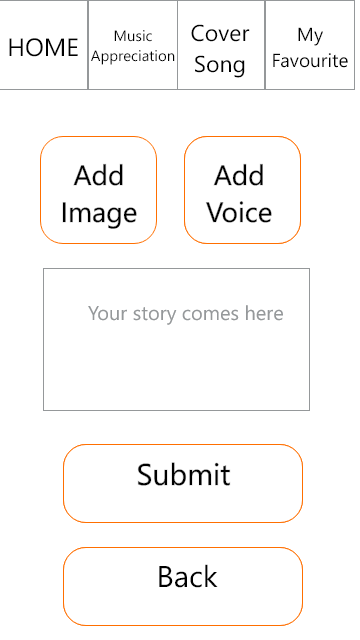 HOME
Music
Appreciation
Cover
Song
My
Favourite
Add
Image
Add
Voice
Your story comes here
Submit
Back